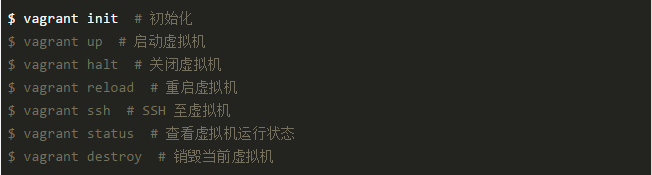 $ vagrant init  # 初始化
$ vagrant up  # 启动虚拟机
$ vagrant halt  # 关闭虚拟机
$ vagrant reload  # 重启虚拟机
$ vagrant ssh  # SSH 至虚拟机
$ vagrant status  # 查看虚拟机运行状态
$ vagrant destroy  # 销毁当前虚拟机